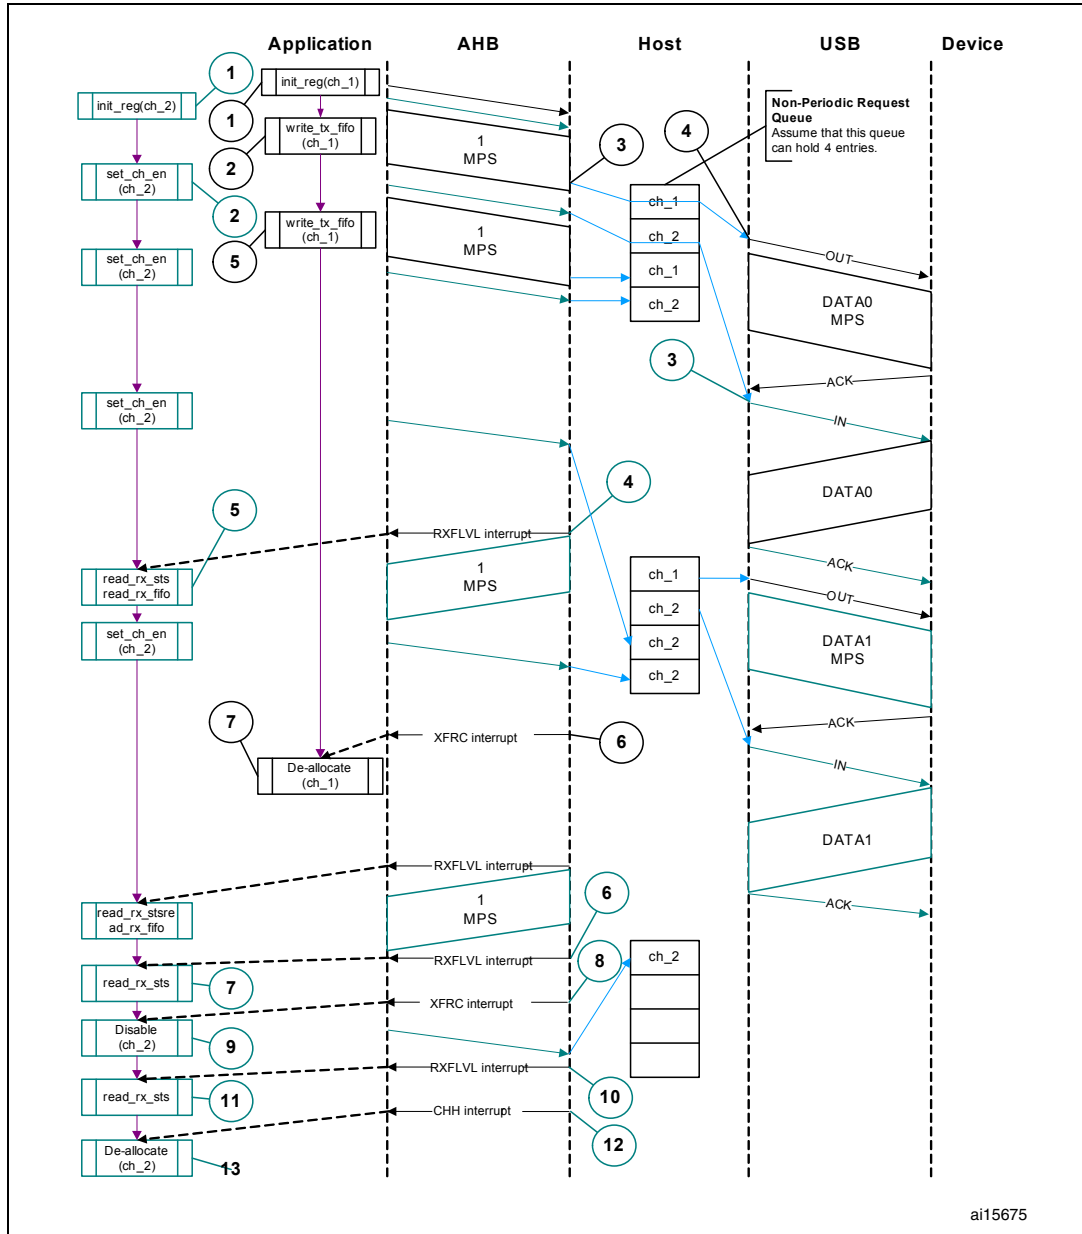 Application AHB Host USB Device
1
init_reg(ch_1)
init_reg(ch_2)
1
Non-Periodic Request
Queue
Assume that this queue
can hold 4 entries.
write_tx_fifo
(ch_1)
1
MPS
3
4
2
set_ch_en
(ch_2)
ch_1
2
write_tx_fifo
(ch_1)
ch_2
1
MPS
5
set_ch_en
(ch_2)
OUT
ch_1
ch_2
DATA0
MPS
3
ACK
set_ch_en
(ch_2)
IN
4
DATA0
5
RXFLVL interrupt
ACK
read_rx_sts
read_rx_fifo
1
MPS
ch_1
OUT
ch_2
set_ch_en
(ch_2)
ch_2
DATA1
MPS
ch_2
7
ACK
XFRC interrupt
6
De-allocate
(ch_1)
IN
DATA1
RXFLVL interrupt
6
1
MPS
ACK
read_rx_stsre
ad_rx_fifo
RXFLVL interrupt
8
ch_2
read_rx_sts
7
XFRC interrupt
Disable
(ch_2)
9
RXFLVL interrupt
10
read_rx_sts
11
CHH interrupt
12
De-allocate
(ch_2)
13
ai15675